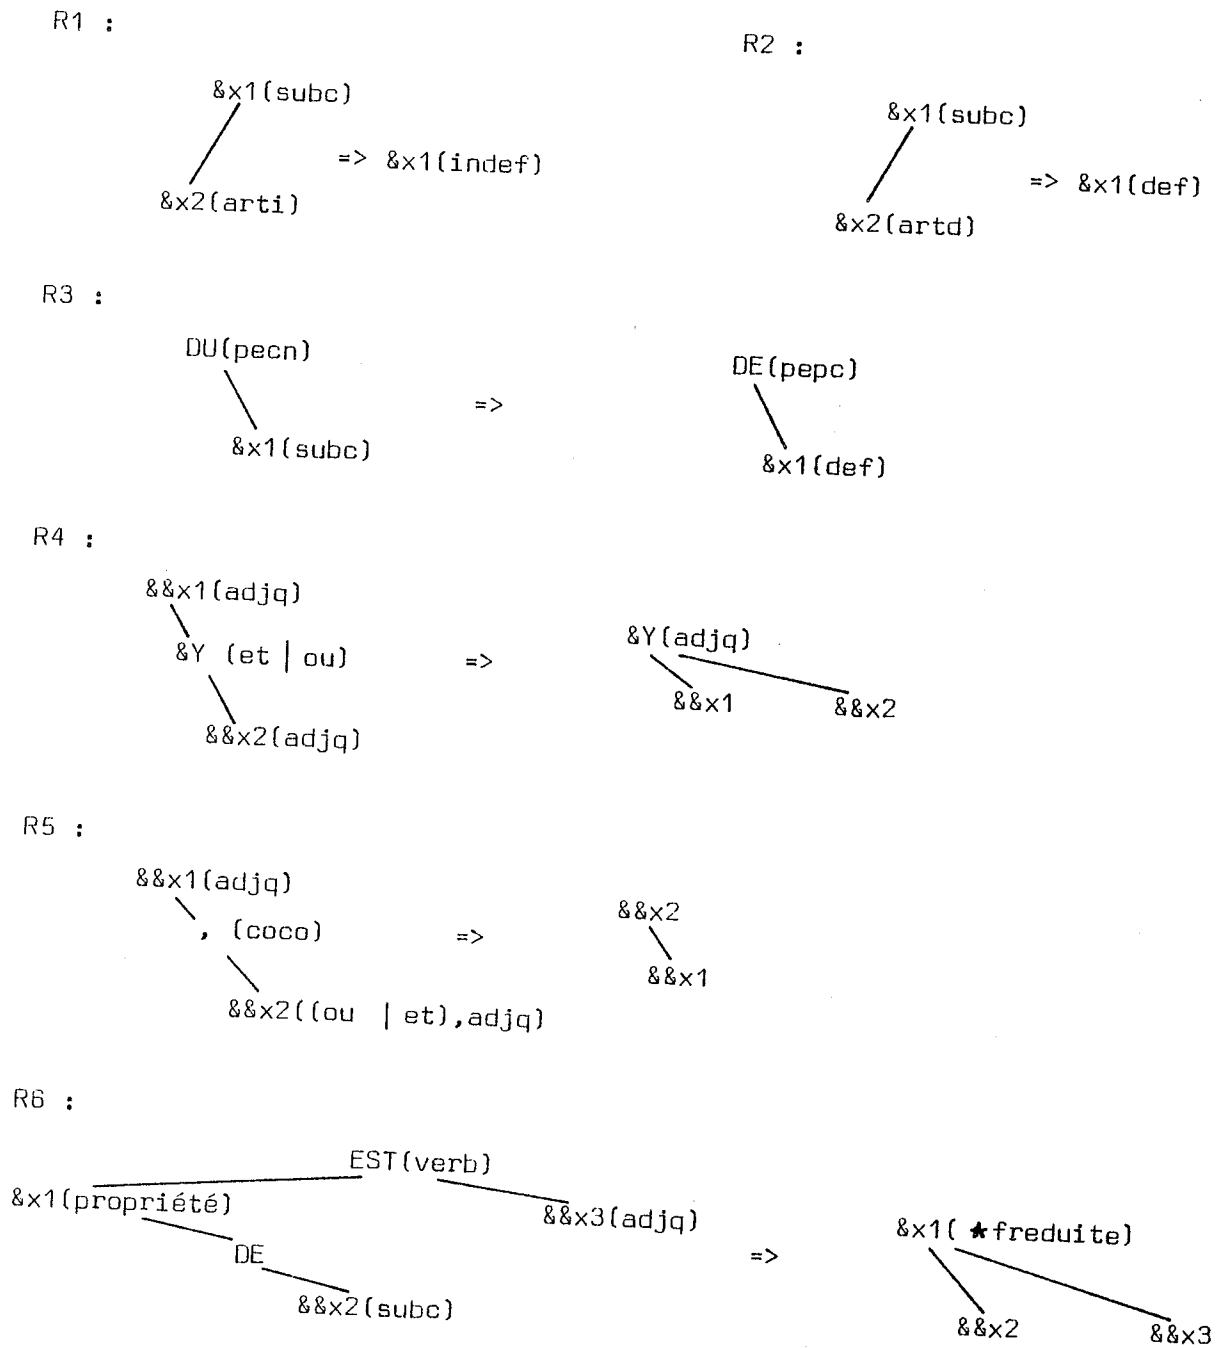 R1 :
R2 :
&x1(subc)
=> &x1(indef)
&x2(arti)
&x1(subc)
=> &x1(def)
&x2(artd)
R3 :
DU(pecn)
=>
DE(pepc)
&x1(subc)
&x1(def)
R4 :
&&x1(adjq)
&Y (et | ou)
=>
&Y(adjq)
&&x1 &&x2
&&x2(adjq)
R5 :
&&x1(adjq)
, (coco)
=>
&&x2
&&x1
&&x2((ou | et),adjq)
R6 :
EST(verb)
&x1(propriété)
&&x3(adjq)
DE
=>
&x1( *freduite)
&&x2(subc)
&&x2 &&x3